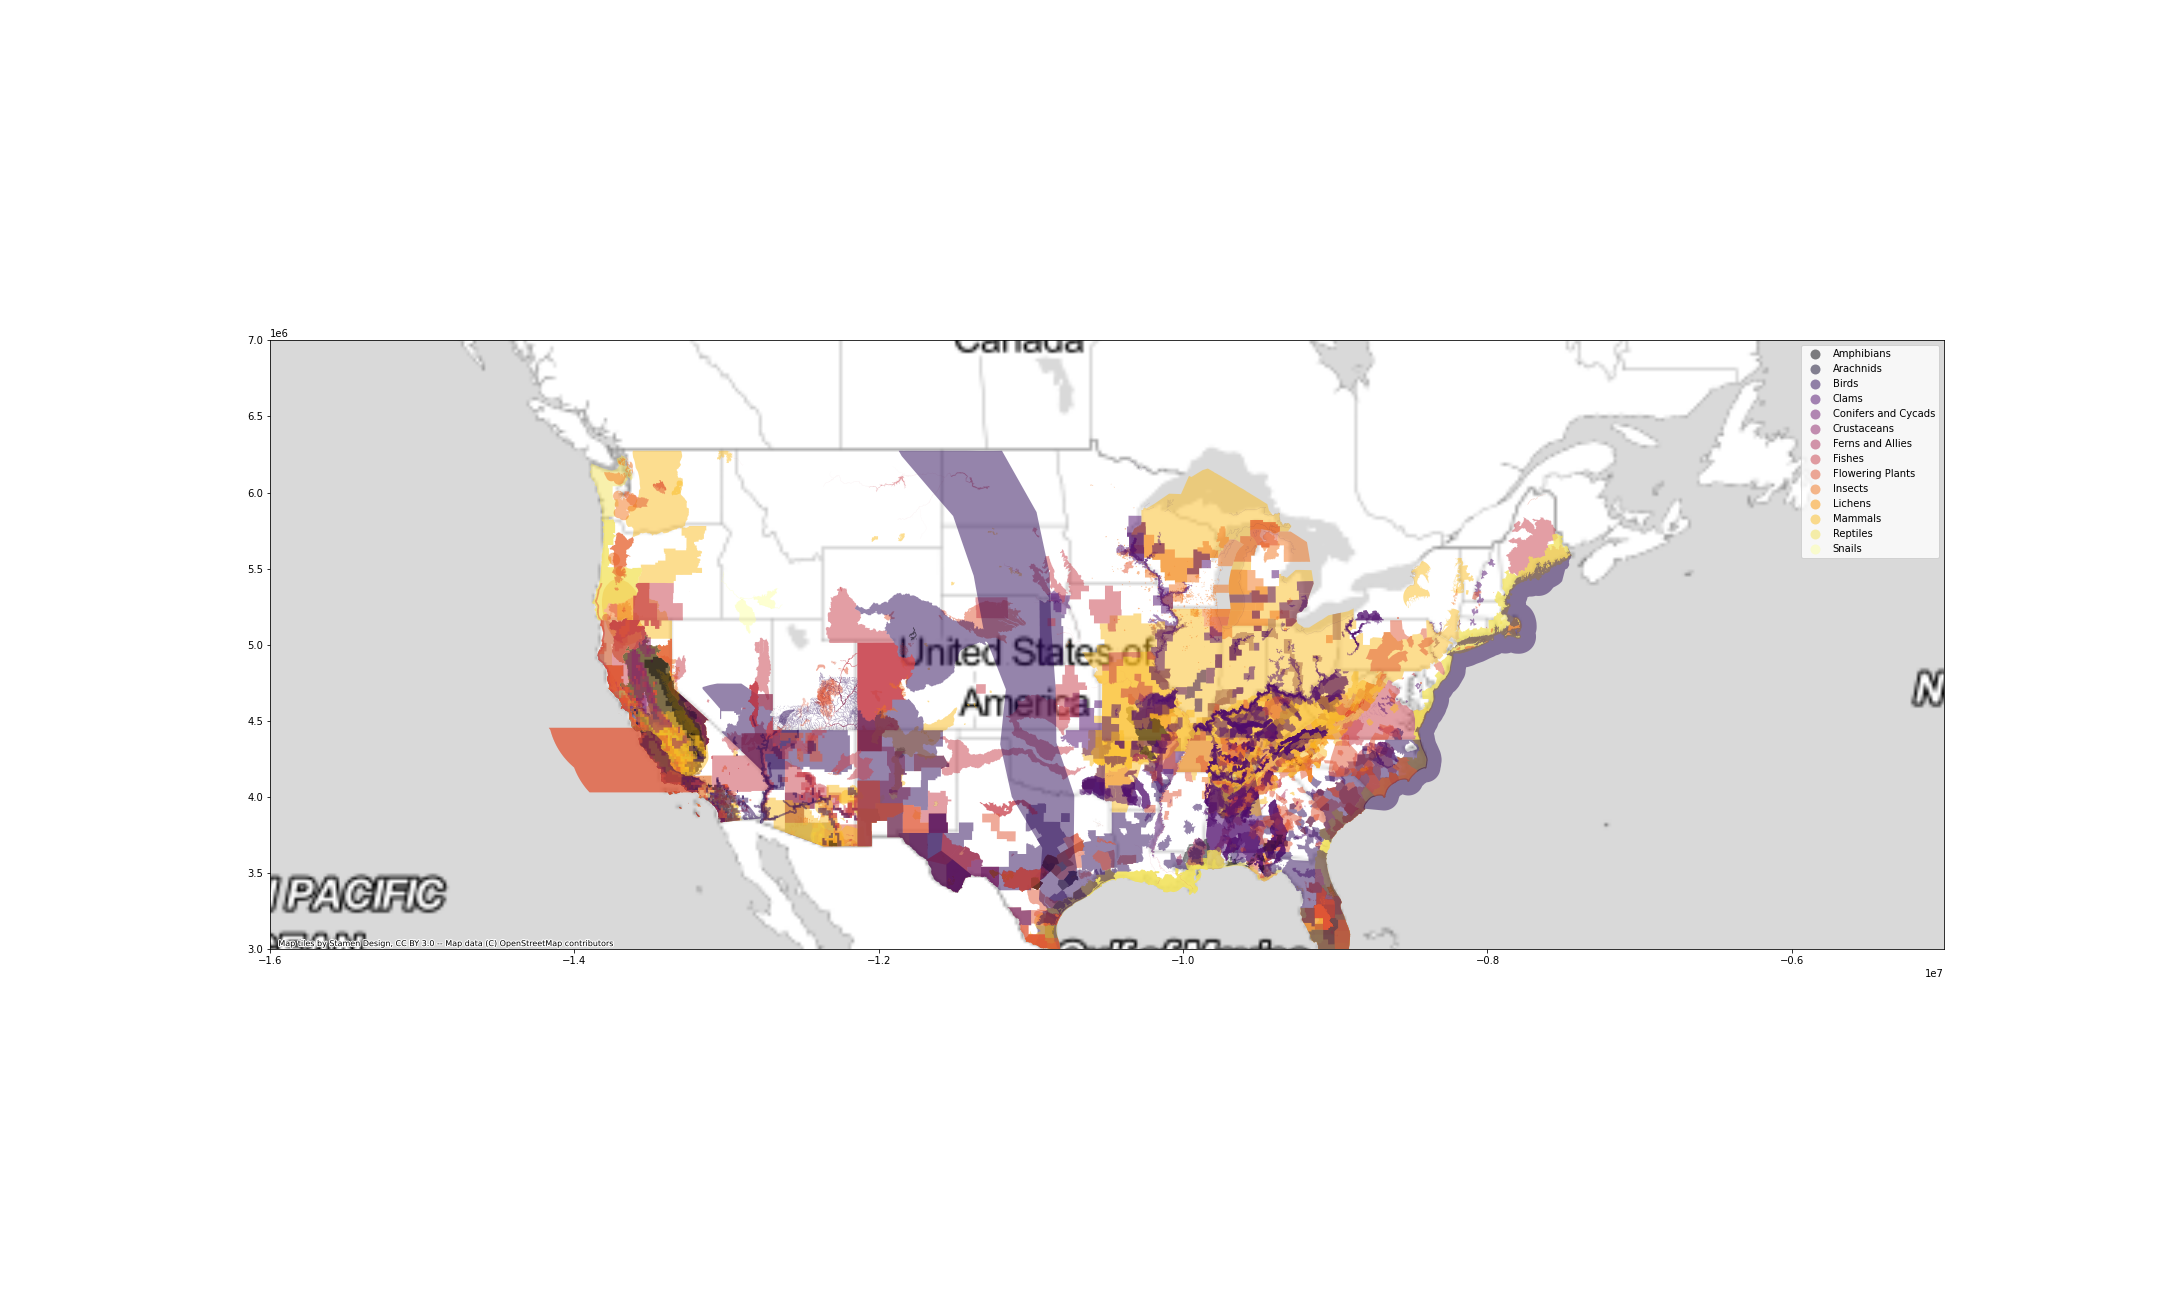 1e6
7.0
6.5
6.0
5.5
5.0
4.5
4.0
3.5
3.0
−1.6
−1.4
−1.2
−1.0
−0.8
−0.6
1e7
Canada
United States of
America
N
PACIFIC
Gulf of Mexico
Map tiles by Stamen Design, CC BY 3.0 -- Map data (C) OpenStreetMap contributors
Amphibians
Arachnids
Birds
Clams
Conifers and Cycads
Crustaceans
Ferns and Allies
Fishes
Flowering Plants
Insects
Lichens
Mammals
Reptiles
Snails